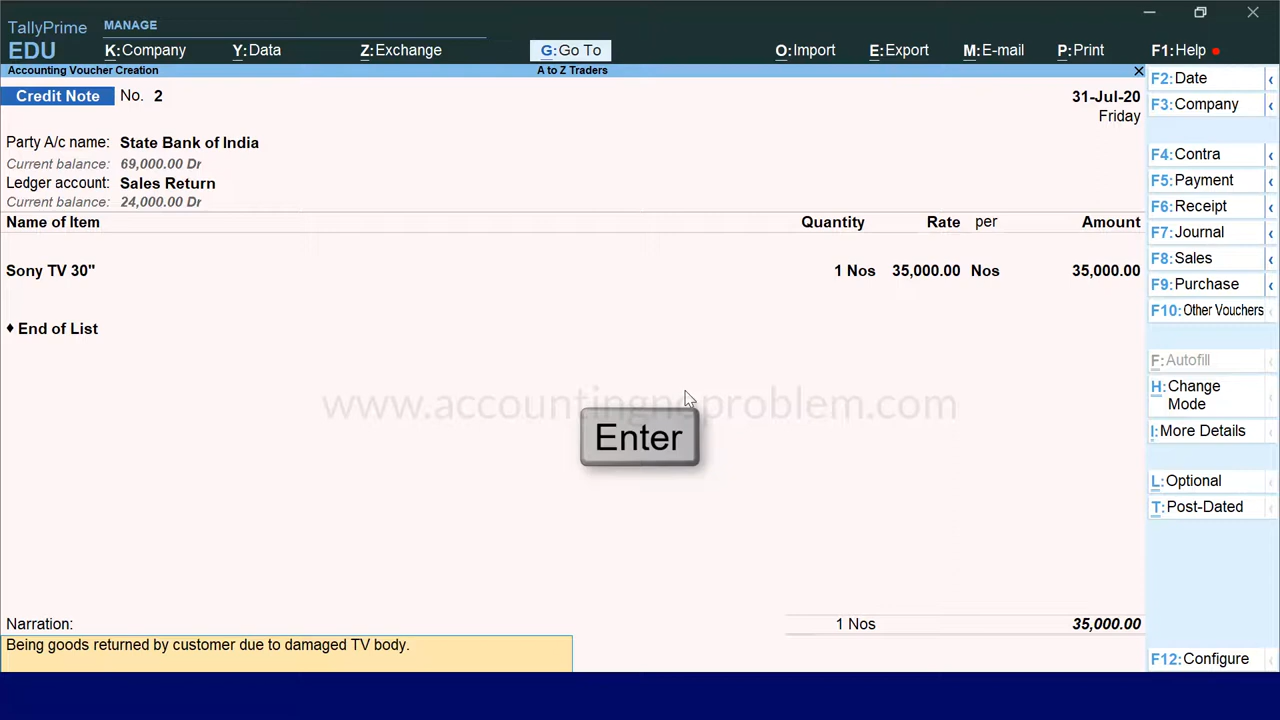 TallyPrime
EDU
MANAGE
K:Company Y:Data Z:Exchange G:Go To O:Import E:Export M:E-mail P:Print F1:Help
Accounting Voucher Creation A to Z Traders
Credit Note No. 2 31-Jul-20
Friday
Party A/c name: State Bank of India
Current balance: 69,000.00 Dr
Ledger account: Sales Return
Current balance: 24,000.00 Dr
Name of Item Quantity Rate per Amount
Sony TV 30" 1 Nos 35,000.00 Nos 35,000.00
♦ End of List
www.accountingnoproblem.com
Enter
Narration: 1 Nos 35,000.00
Being goods returned by customer due to damaged TV body.
F2:Date
F3:Company
F4:Contra
F5:Payment
F6:Receipt
F7:Journal
F8:Sales
F9:Purchase
F10:Other Vouchers
F:Autofill
H:Change
Mode
I:More Details
L:Optional
T:Post-Dated
F12:Configure